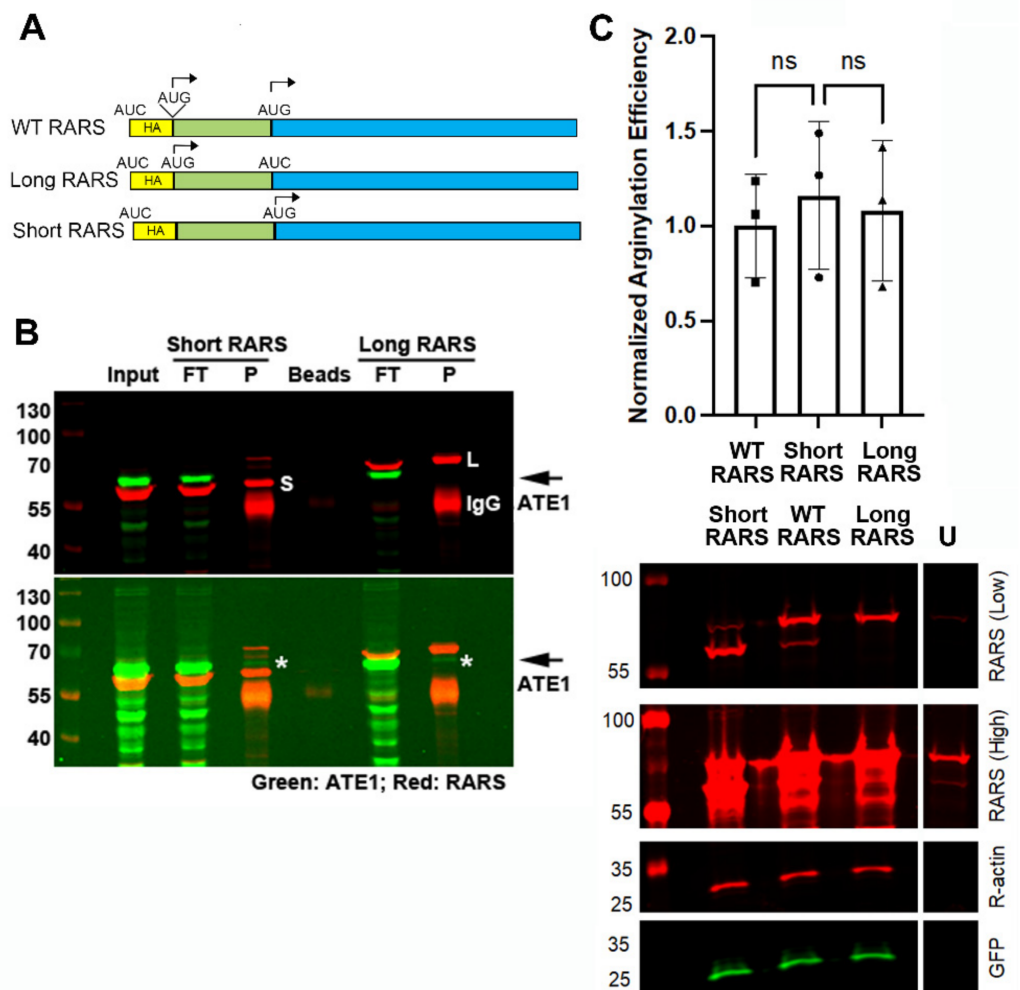 A
AUG
AUC
AUG
WT RARS
HA
AUC
AUG
AUC
Long RARS
HA
AUC
AUG
Short RARS
HA
B
Short RARS
Long RARS
Input
FT
P
Beads
FT
P
130
100
70
55
40
S
L
IgG
ATE1
130
100
70
55
40
*
*
ATE1
Green: ATE1; Red: RARS
C
Normalized Arginylation Efficiency
2.0
1.5
1.0
0.5
0.0
ns
ns
WT
RARS
Short
RARS
Long
RARS
Short
RARS
WT
RARS
Long
RARS
U
100
55
RARS (Low)
100
55
RARS (High)
35
25
R-actin
35
25
GFP